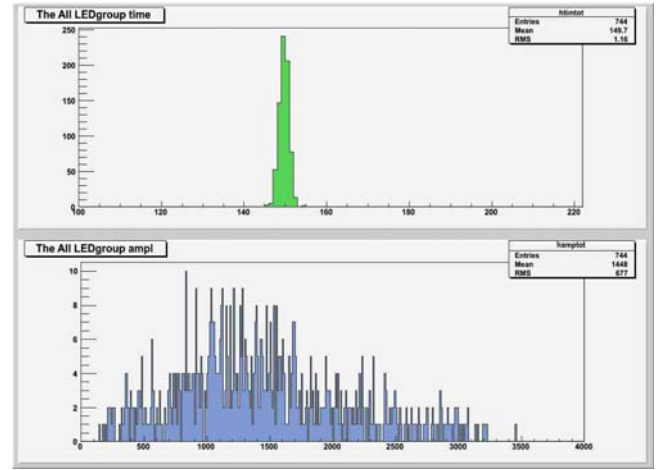 The All LEDgroup time
htimtot
Entries 744
Mean 149.7
RMS 1.16
250
200
150
100
50
0
100 120 140 160 180 200 220
The All LEDgroup ampl
hamptot
Entries 744
Mean 1448
RMS 677
10
8
6
4
2
0
0 500 1000 1500 2000 2500 3000 3500 4000